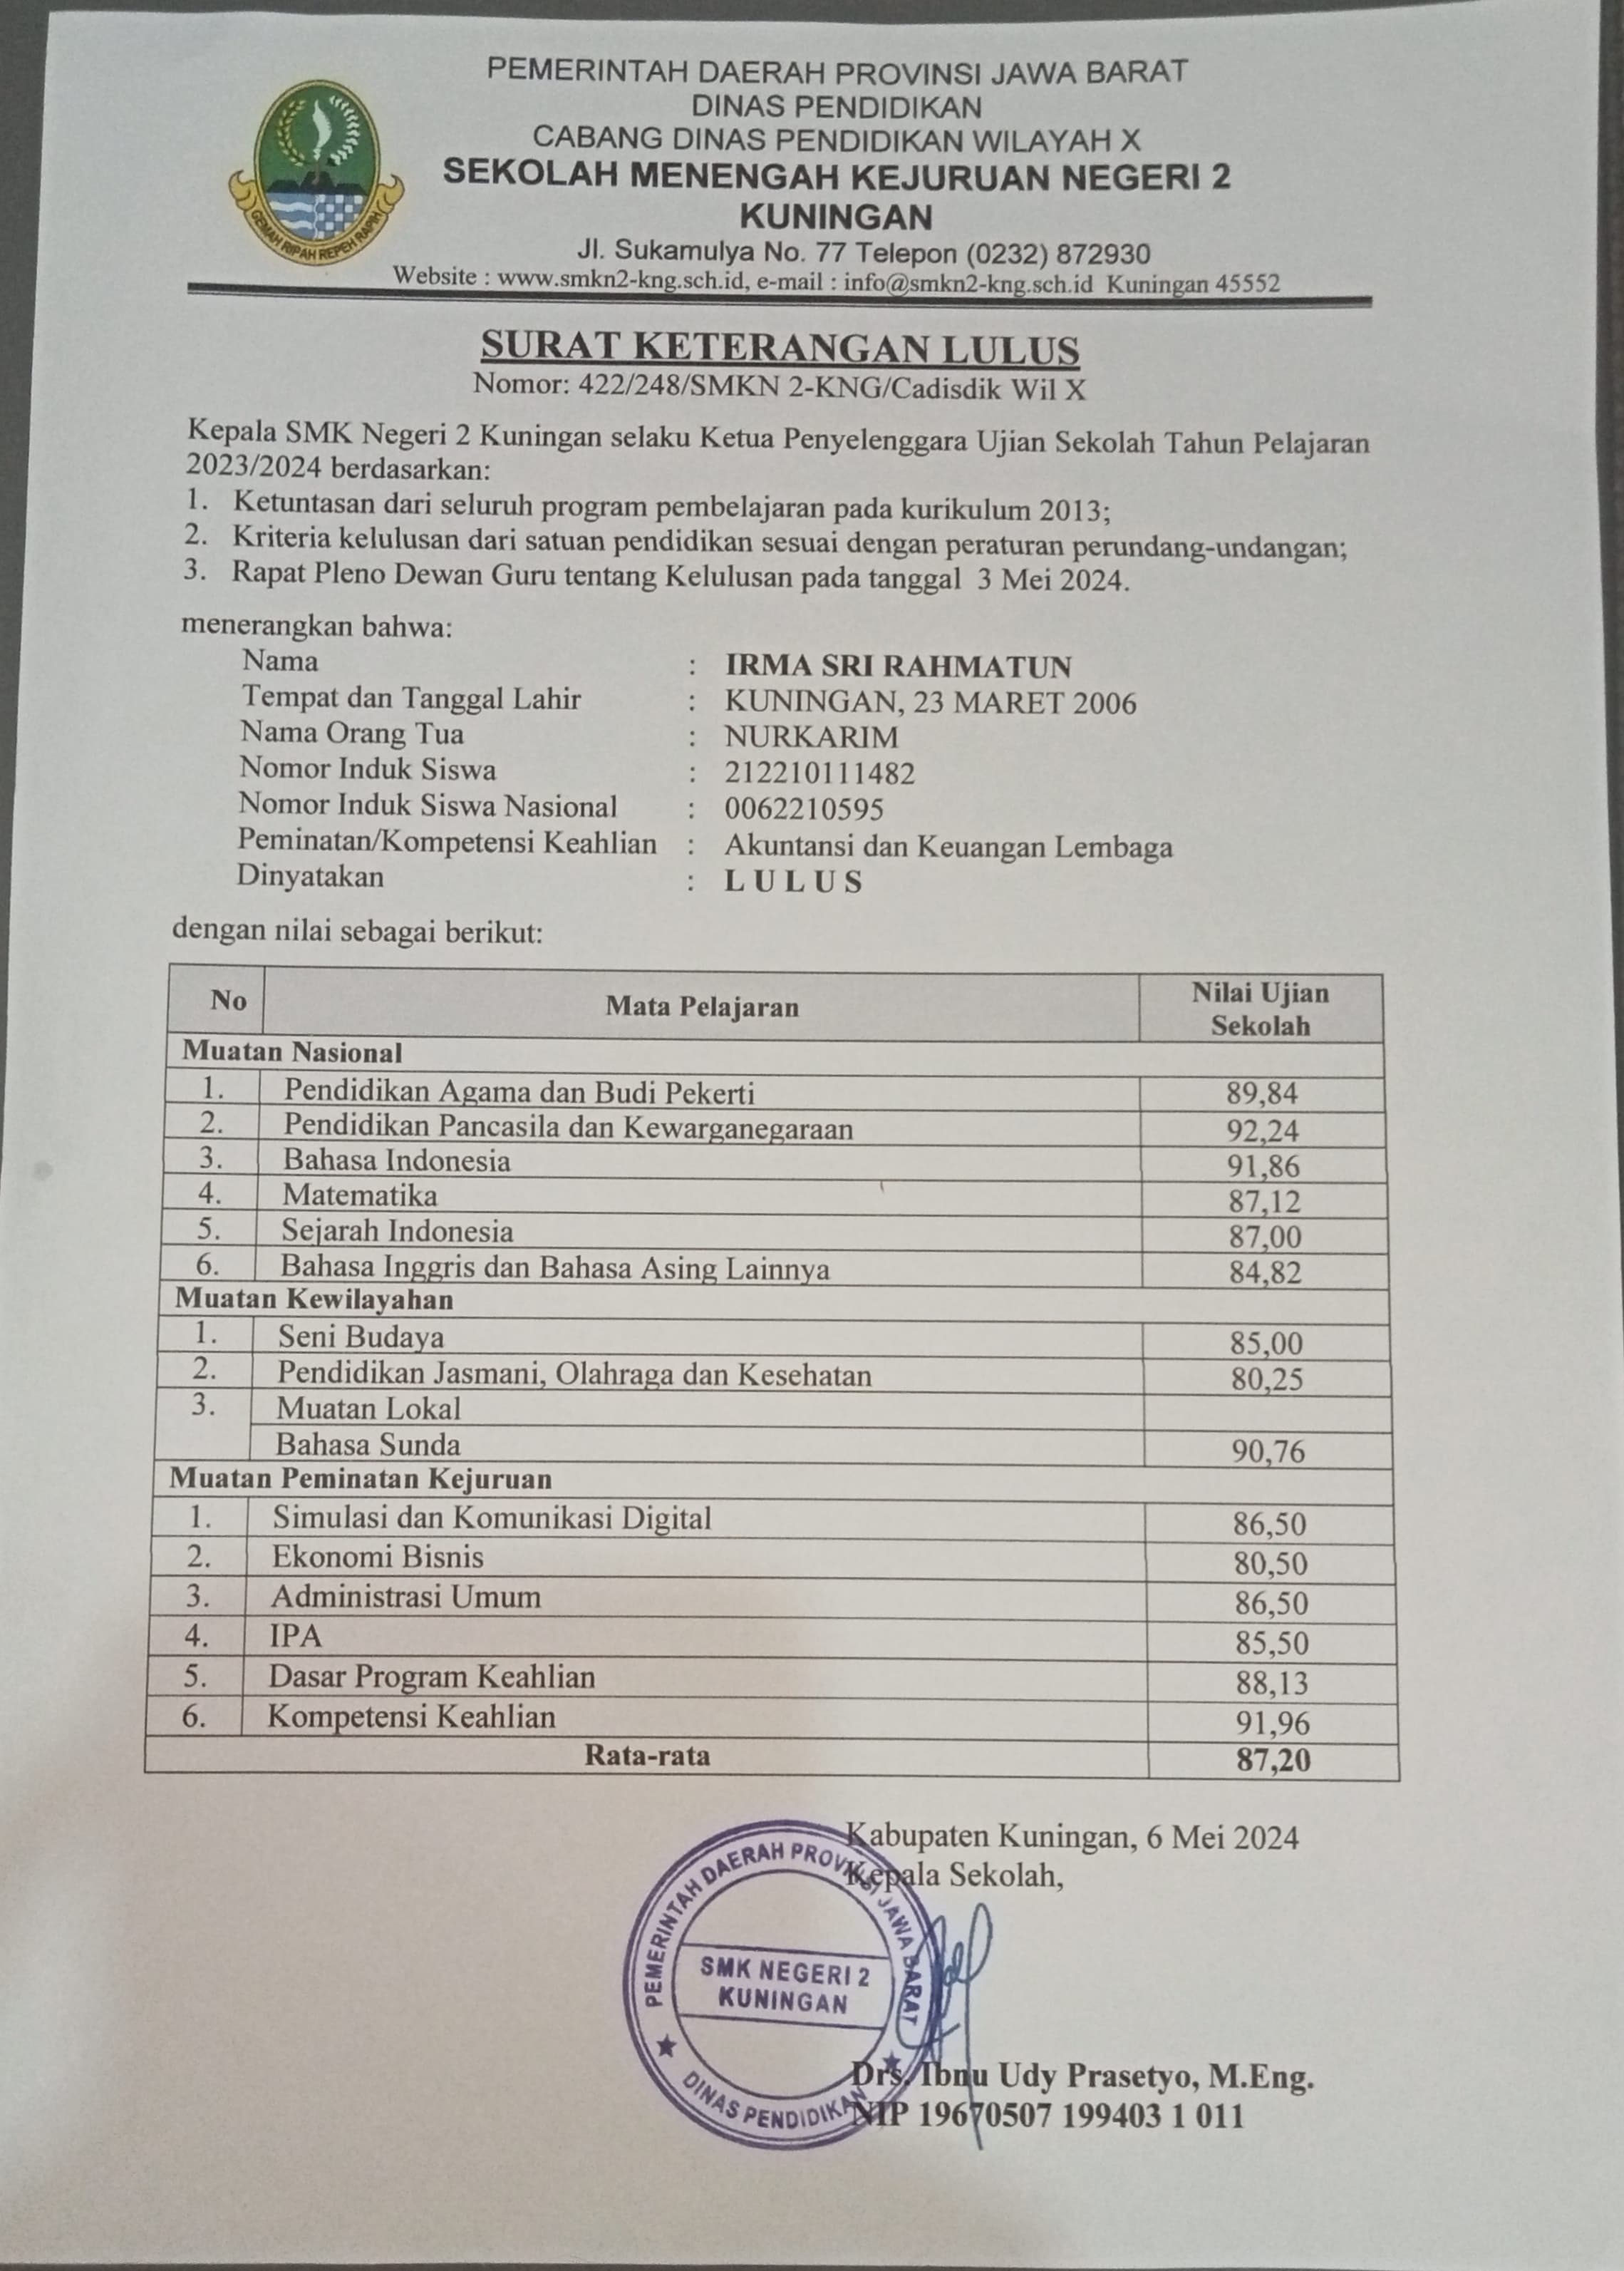 PEMERINTAH DAERAH PROVINSI JAWA BARAT
DINAS PENDIDIKAN
CABANG DINAS PENDIDIKAN WILAYAH X
SEKOLAH MENENGAH KEJURUAN NEGERI 2
KUNINGAN
Jl. Sukamulya No. 77 Telepon (0232) 872930
Website : www.smkn2-kng.sch.id, e-mail : info@smkn2-kng.sch.id Kuningan 45552
GEMAH RIPAH REPEH RAPIH
SURAT KETERANGAN LULUS
Nomor: 422/248/SMKN 2-KNG/Cadisdik Wil X
Kepala SMK Negeri 2 Kuningan selaku Ketua Penyelenggara Ujian Sekolah Tahun Pelajaran
2023/2024 berdasarkan:
1. Ketuntasan dari seluruh program pembelajaran pada kurikulum 2013;
2. Kriteria kelulusan dari satuan pendidikan sesuai dengan peraturan perundang-undangan;
3. Rapat Pleno Dewan Guru tentang Kelulusan pada tanggal 3 Mei 2024.
menerangkan bahwa:
Nama : IRMA SRI RAHMATUN
Tempat dan Tanggal Lahir : KUNINGAN, 23 MARET 2006
Nama Orang Tua : NURKARIM
Nomor Induk Siswa : 212210111482
Nomor Induk Siswa Nasional : 0062210595
Peminatan/Kompetensi Keahlian : Akuntansi dan Keuangan Lembaga
Dinyatakan : L U L U S
dengan nilai sebagai berikut:
No Mata Pelajaran Nilai Ujian Sekolah
Muatan Nasional
1. Pendidikan Agama dan Budi Pekerti 89,84
2. Pendidikan Pancasila dan Kewarganegaraan 92,24
3. Bahasa Indonesia 91,86
4. Matematika 87,12
5. Sejarah Indonesia 87,00
6. Bahasa Inggris dan Bahasa Asing Lainnya 84,82
Muatan Kewilayahan
1. Seni Budaya 85,00
2. Pendidikan Jasmani, Olahraga dan Kesehatan 80,25
3. Muatan Lokal
Bahasa Sunda 90,76
Muatan Peminatan Kejuruan
1. Simulasi dan Komunikasi Digital 86,50
2. Ekonomi Bisnis 80,50
3. Administrasi Umum 86,50
4. IPA 85,50
5. Dasar Program Keahlian 88,13
6. Kompetensi Keahlian 91,96
Rata-rata 87,20
Kabupaten Kuningan, 6 Mei 2024
Kepala Sekolah,
PEMERINTAH DAERAH PROVINSI JAWA BARAT
SMK NEGERI 2
KUNINGAN
DINAS PENDIDIKAN
Drs. Ibnu Udy Prasetyo, M.Eng.
NIP 19670507 199403 1 011